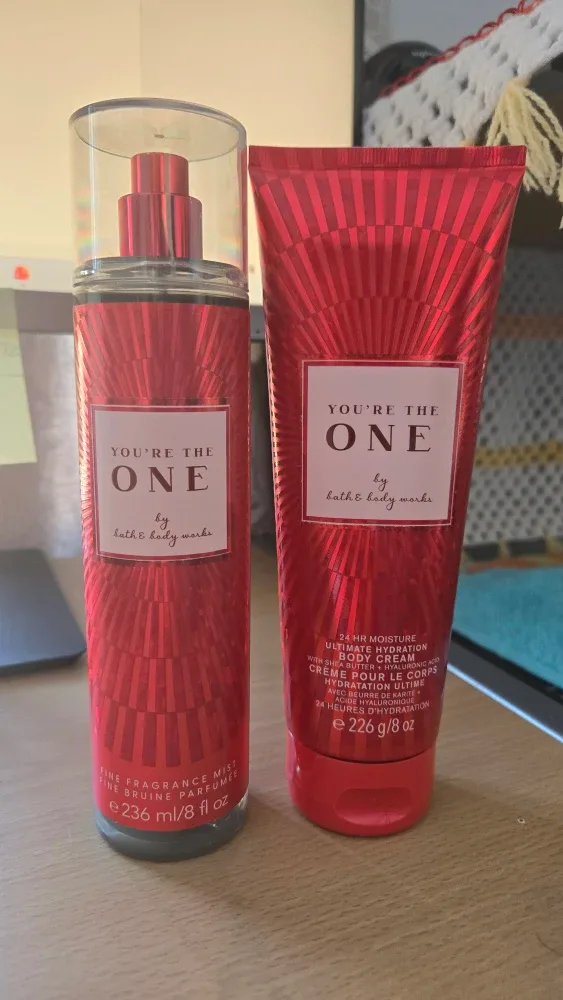 YOU'RE THE
ONE
by
bath & body works
FINE FRAGRANCE MIST
FINE BRUINE PARFUMÉE
℮ 236 ml/8 fl oz
YOU'RE THE
ONE
by
bath & body works
24 HR MOISTURE
ULTIMATE HYDRATION
BODY CREAM
WITH SHEA BUTTER + HYALURONIC ACID
CRÈME POUR LE CORPS
HYDRATATION ULTIME
AVEC BEURRE DE KARITÉ +
ACIDE HYALURONIQUE
24 HEURES D'HYDRATATION
℮ 226 g/8 oz